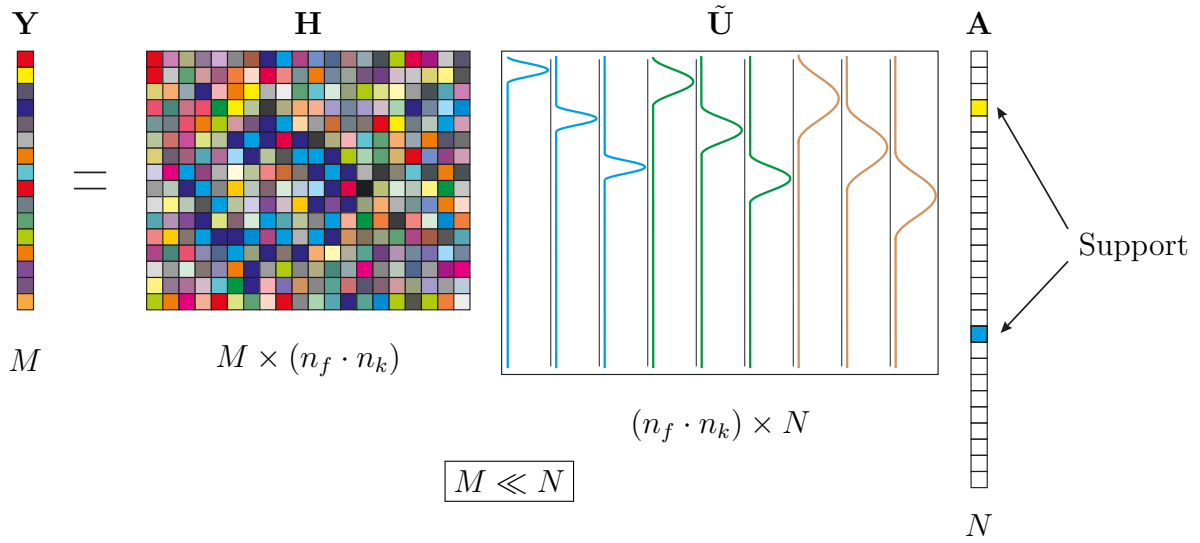 Y H Ũ A
=
Support
M M × (n_f · n_k)
(n_f · n_k) × N
M ≪ N
N